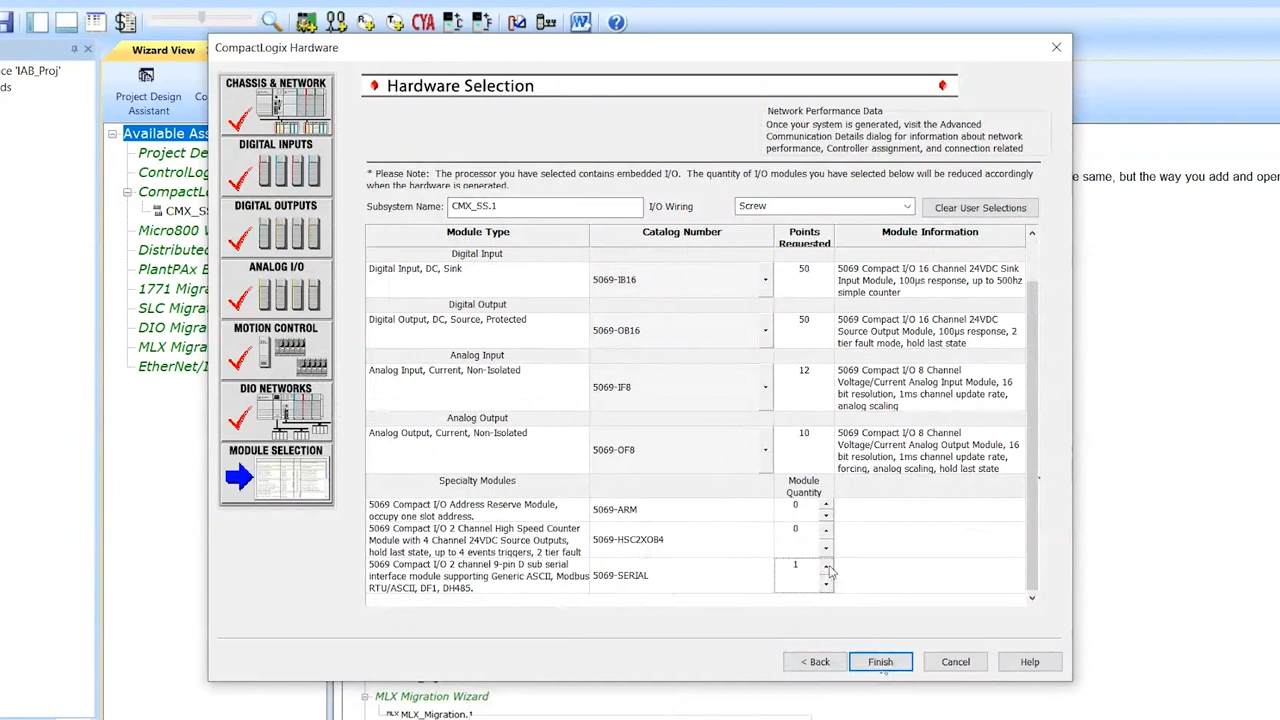 CYA
CompactLogix Hardware
Wizard View
ce 'IAB_Proj'
ds
Project Design
Assistant
Co
Available Ass
Project De
ControlLog
CompactLo
CMX_SS
Micro800 W
Distributed
PlantPAx E
1771 Migra
SLC Migra
DIO Migra
MLX Migra
EtherNet/I
CHASSIS & NETWORK
DIGITAL INPUTS
DIGITAL OUTPUTS
ANALOG I/O
MOTION CONTROL
DIO NETWORKS
MODULE SELECTION
Hardware Selection
Network Performance Data
Once your system is generated, visit the Advanced
Communication Details dialog for information about network
performance, Controller assignment, and connection related
* Please Note: The processor you have selected contains embedded I/O. The quantity of I/O modules you have selected below will be reduced accordingly
when the hardware is generated.
Subsystem Name: CMX_SS.1 I/O Wiring Screw Clear User Selections
Module Type Catalog Number Points Requested Module Information
Digital Input
Digital Input, DC, Sink 5069-IB16 50 5069 Compact I/O 16 Channel 24VDC Sink
Input Module, 100µs response, up to 500hz
simple counter
Digital Output
Digital Output, DC, Source, Protected 5069-OB16 50 5069 Compact I/O 16 Channel 24VDC
Source Output Module, 100µs response, 2
tier fault mode, hold last state
Analog Input
Analog Input, Current, Non-Isolated 5069-IF8 12 5069 Compact I/O 8 Channel
Voltage/Current Analog Input Module, 16
bit resolution, 1ms channel update rate,
analog scaling
Analog Output
Analog Output, Current, Non-Isolated 5069-OF8 10 5069 Compact I/O 8 Channel
Voltage/Current Analog Output Module, 16
bit resolution, 1ms channel update rate,
forcing, analog scaling, hold last state
Specialty Modules Module
Quantity
5069 Compact I/O Address Reserve Module,
occupy one slot address. 5069-ARM 0
5069 Compact I/O 2 Channel High Speed Counter
Module with 4 Channel 24VDC Source Outputs,
hold last state, up to 4 events triggers, 2 tier fault 5069-HSC2XOB4 0
5069 Compact I/O 2 channel 9-pin D sub serial
interface module supporting Generic ASCII, Modbus
RTU/ASCII, DF1, DH485. 5069-SERIAL 1
< Back Finish Cancel Help
e same, but the way you add and oper
MLX Migration Wizard
MLX MLX_Migration.1